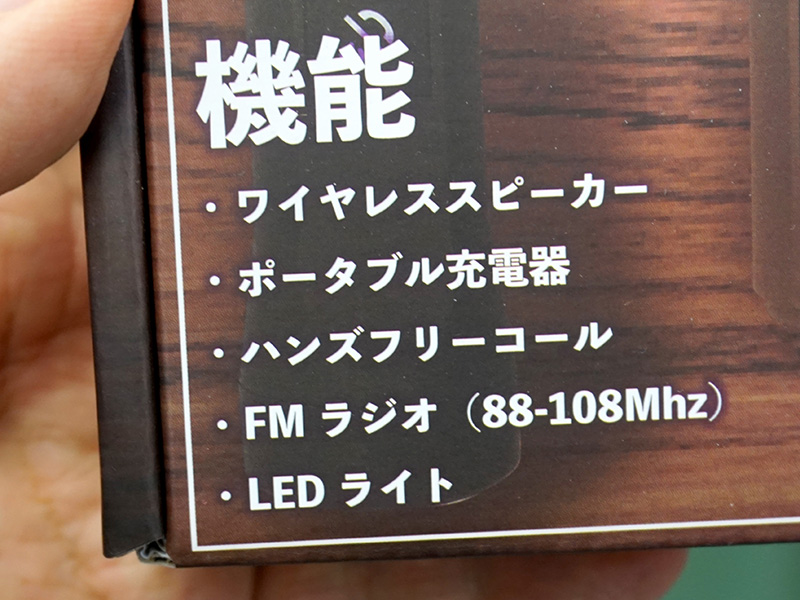 機能
・ワイヤレススピーカー
・ポータブル充電器
・ハンズフリーコール
・FM ラジオ（88-108Mhz）
・LED ライト